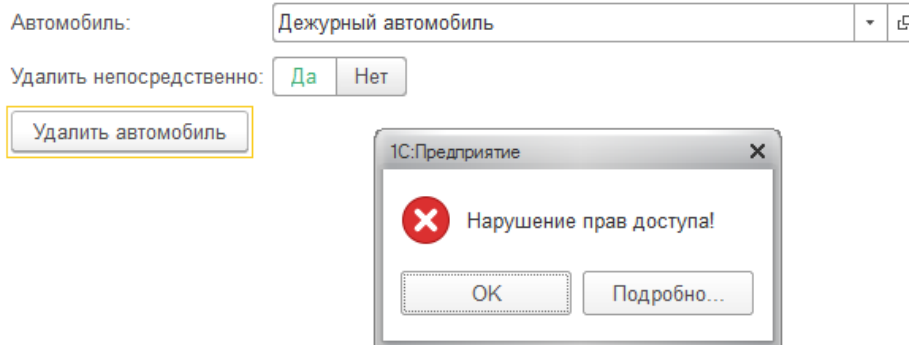 Автомобиль: Дежурный автомобиль
Удалить непосредственно: Да Нет
Удалить автомобиль
1С:Предприятие
Нарушение прав доступа!
OK Подробно...